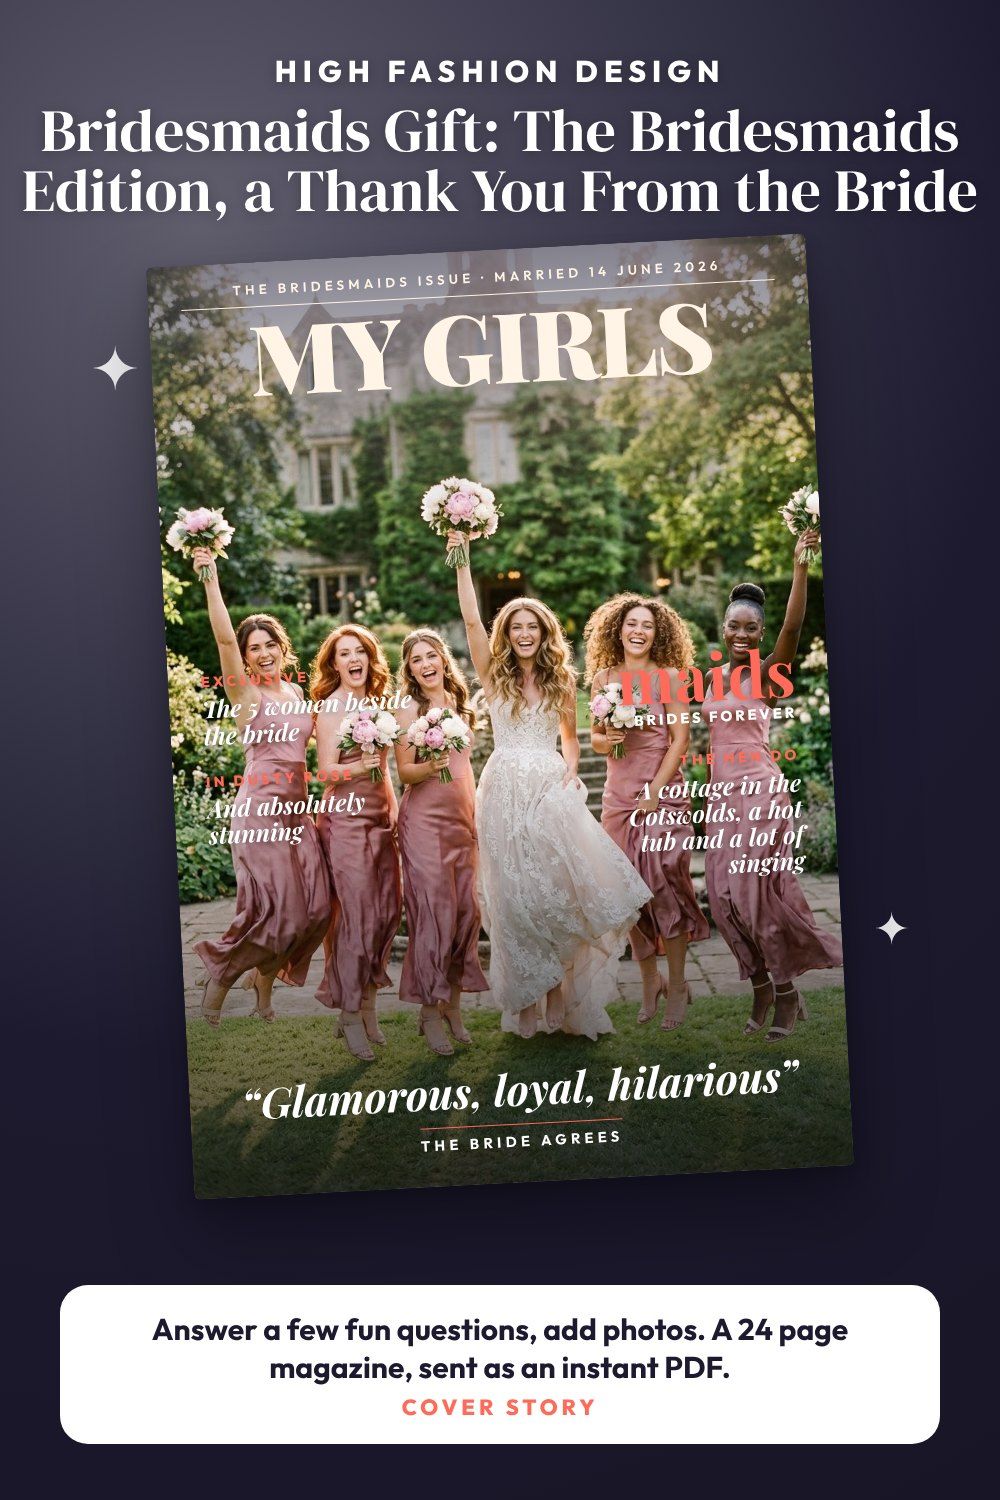 HIGH FASHION DESIGN
Bridesmaids Gift: The Bridesmaids
Edition, a Thank You From the Bride
THE BRIDESMAIDS ISSUE · MARRIED 14 JUNE 2026
MY GIRLS
EXCLUSIVE
The 5 women beside
the bride
IN DUSTY ROSE
And absolutely
stunning
maids
BRIDES FOREVER
THE HEN DO
A cottage in the
Cotswolds, a hot
tub and a lot of
singing
“Glamorous, loyal, hilarious”
THE BRIDE AGREES
Answer a few fun questions, add photos. A 24 page
magazine, sent as an instant PDF.
COVER STORY